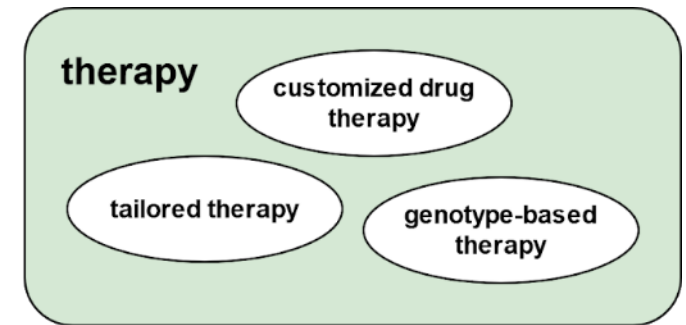 therapy
customized drug
therapy
tailored therapy
genotype-based
therapy